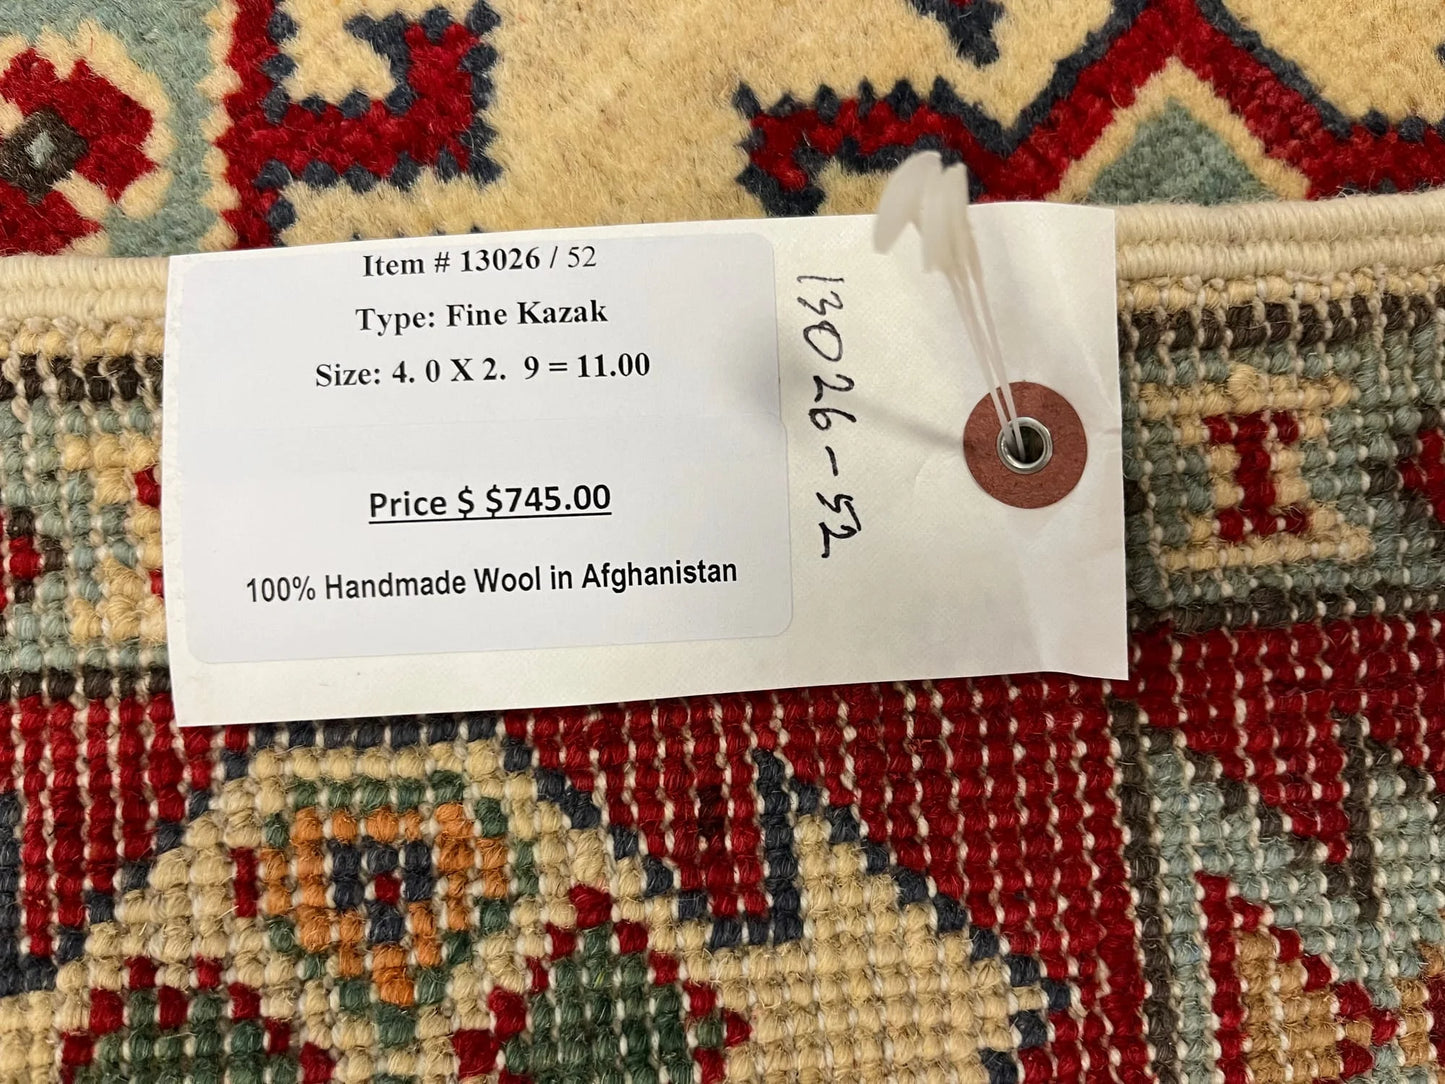 Item # 13026 / 52
Type: Fine Kazak
Size: 4. 0 X 2. 9 = 11.00
Price $ $745.00
100% Handmade Wool in Afghanistan
13026-52